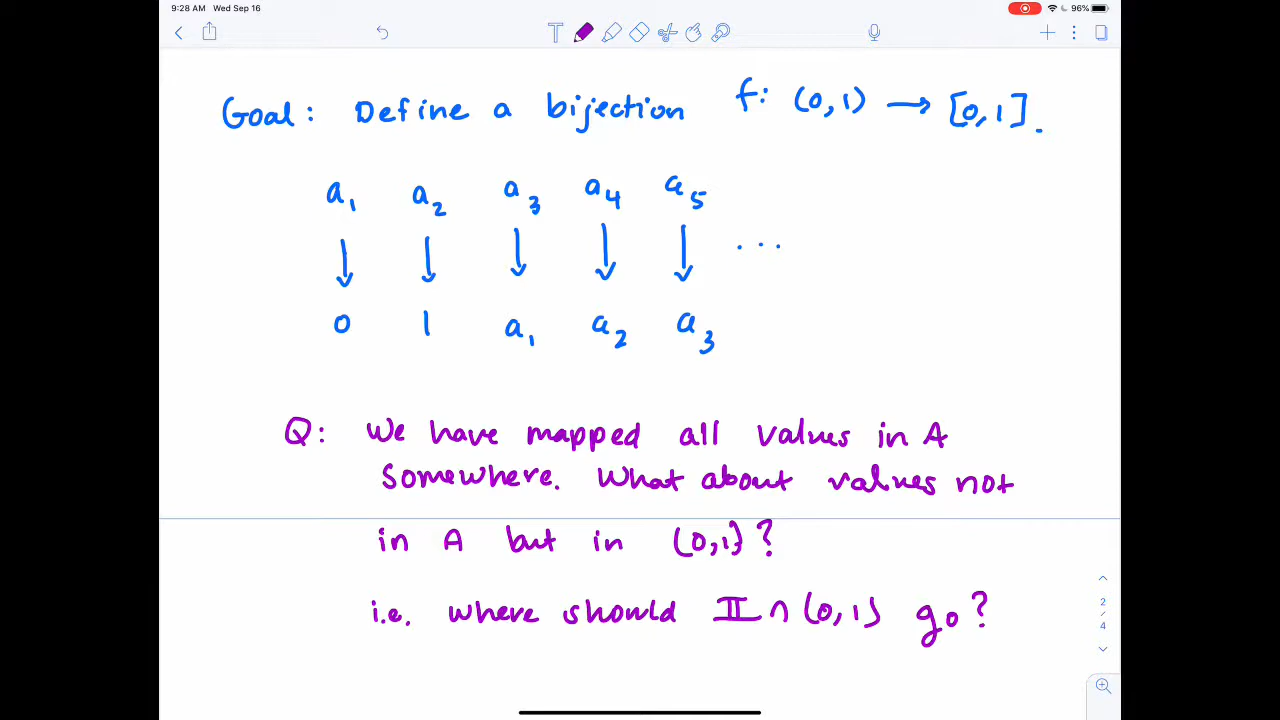 9:28 AM Wed Sep 16 96%
Goal: Define a bijection f: (0,1) → [0,1].
a₁ a₂ a₃ a₄ a₅
↓ ↓ ↓ ↓ ↓ ...
0 1 a₁ a₂ a₃
Q: We have mapped all values in A
somewhere. What about values not
in A but in (0,1)?
i.e. where should 𝕀 ∩ (0,1) go?
2
/
4